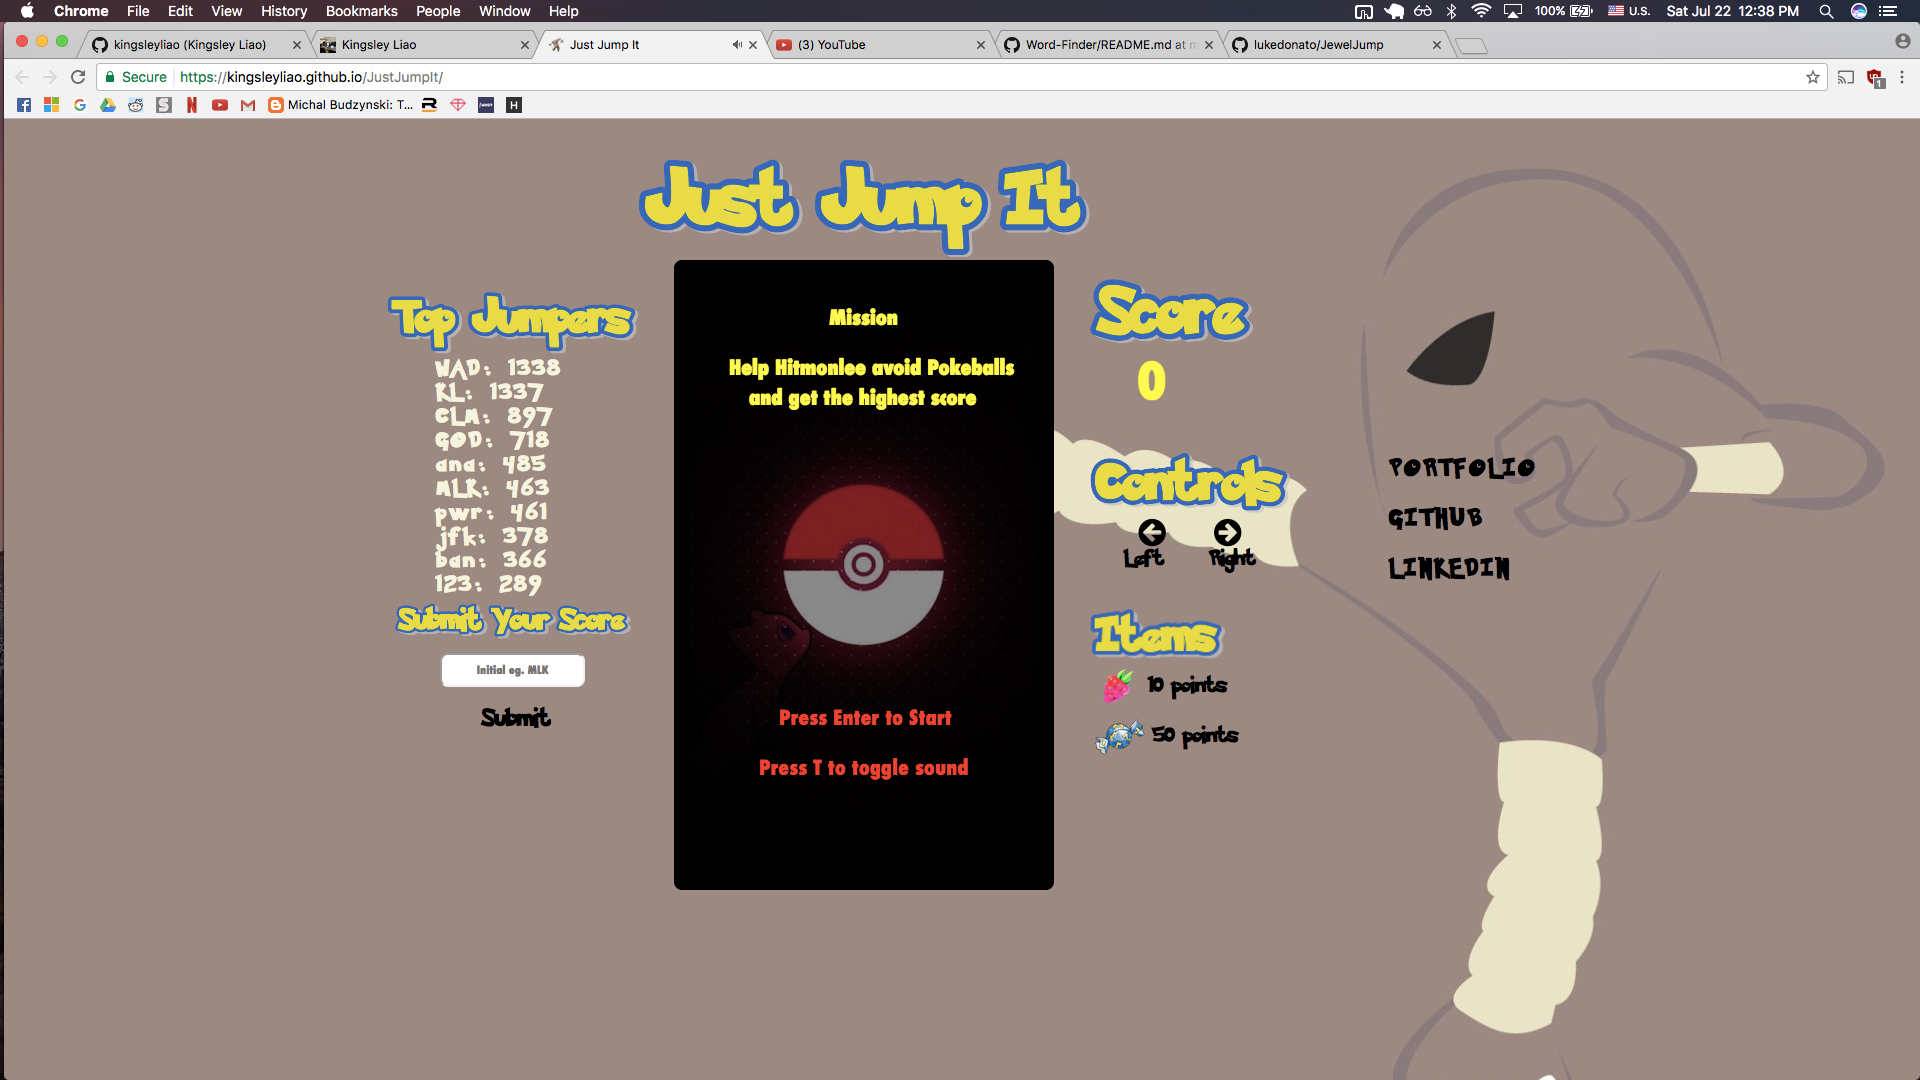 Chrome File Edit View History Bookmarks People Window Help 100% U.S. Sat Jul 22 12:38 PM
kingsleyliao (Kingsley Liao) Kingsley Liao Just Jump It (3) YouTube Word-Finder/README.md at m lukedonato/JewelJump
Secure https://kingsleyliao.github.io/JustJumpIt/ 1
Michal Budzynski: T... H
Just Jump It
Top Jumpers
WAD: 1338
KL: 1337
CLM: 897
GOD: 718
ana: 485
MLK: 463
pwr: 461
jfk: 378
ban: 366
123: 289
Submit Your Score
Initial eg. MLK
Submit
Mission
Help Hitmonlee avoid Pokeballs
and get the highest score
Press Enter to Start
Press T to toggle sound
Score
0
Controls
Left Right
Items
10 points
50 points
PORTFOLIO
GITHUB
LINKEDIN